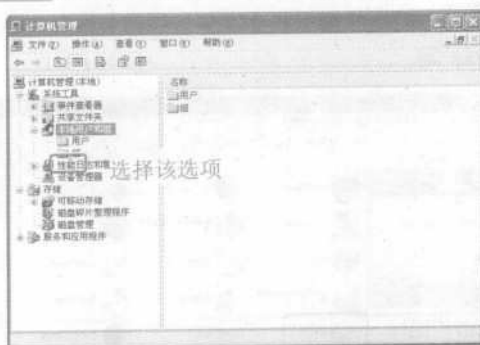 计算机管理
文件(F) 操作(A) 查看(V) 窗口(W) 帮助(H)
计算机管理(本地)
名称
系统工具
用户
事件查看器
组
共享文件夹
本地用户和组
用户
组
性能日志和警
选择该选项
设备管理器
存储
可移动存储
磁盘碎片整理程序
磁盘管理
服务和应用程序